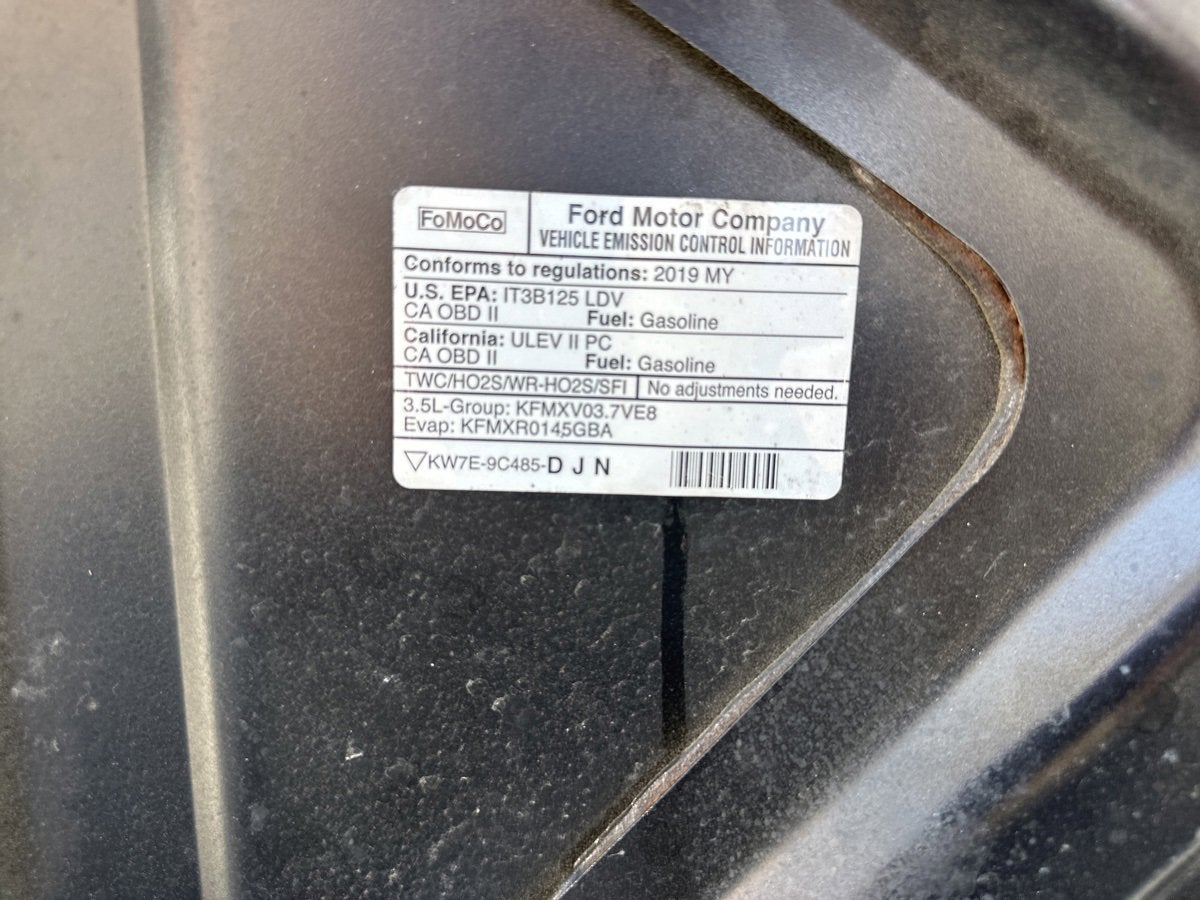 FoMoCo
Ford Motor Company
VEHICLE EMISSION CONTROL INFORMATION
Conforms to regulations: 2019 MY
U.S. EPA: IT3B125 LDV
CA OBD II Fuel: Gasoline
California: ULEV II PC
CA OBD II Fuel: Gasoline
TWC/HO2S/WR-HO2S/SFI No adjustments needed.
3.5L-Group: KFMXV03.7VE8
Evap: KFMXR0145GBA
KW7E-9C485-D J N